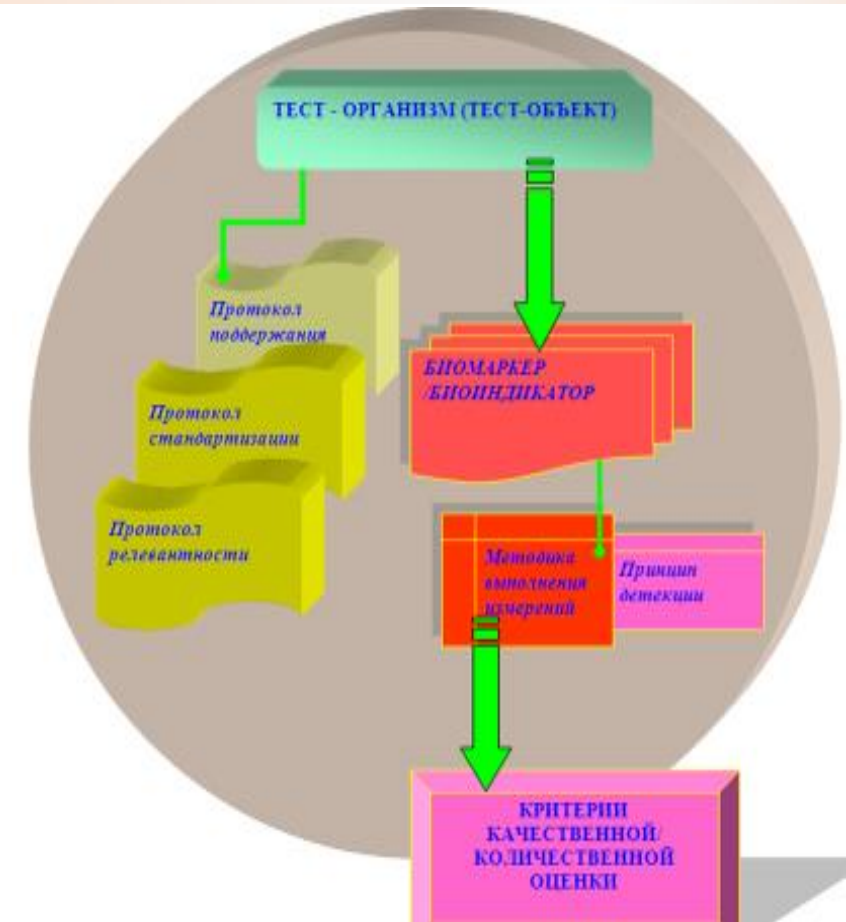 ТЕСТ - ОРГАНИЗМ (ТЕСТ-ОБЪЕКТ)
Протокол
поддержания
Протокол
стандартизации
Протокол
релевантности
БИОМАРКЕР
/БИОИНДИКАТОР
Методика
выполнения
измерений
Принцип
детекции
КРИТЕРИИ
КАЧЕСТВЕННОЙ/
КОЛИЧЕСТВЕННОЙ
ОЦЕНКИ